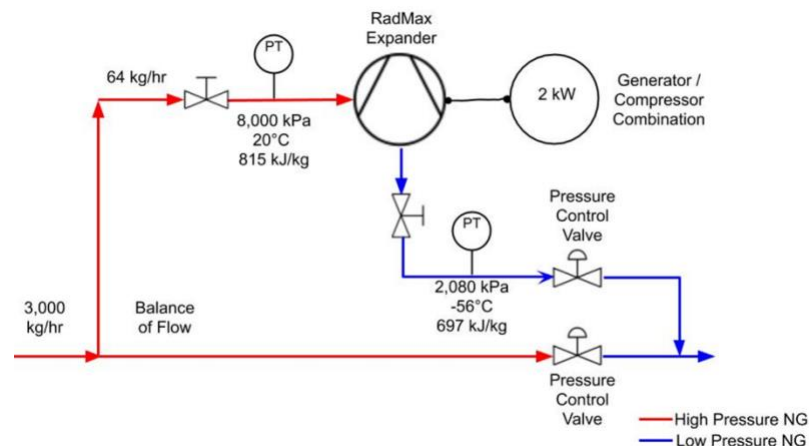 RadMax
Expander
PT
64 kg/hr
2 kW
Generator /
Compressor
Combination
8,000 kPa
20°C
815 kJ/kg
Pressure
Control
Valve
PT
2,080 kPa
-56°C
697 kJ/kg
3,000
kg/hr
Balance
of Flow
Pressure
Control
Valve
High Pressure NG
Low Pressure NG